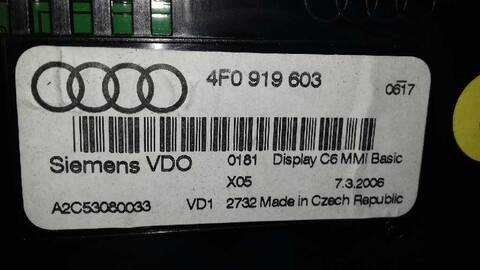 4F0 919 603 0617
Siemens VDO 0181 Display C6 MMI Basic
X05 7.3.2006
A2C53080033 VD1 2732 Made in Czech Republic